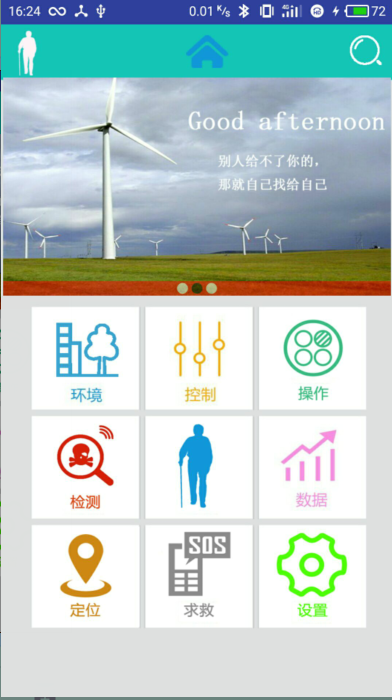 16:24 0.01 K/s 4G 72
Good afternoon
别人给不了你的，
那就自己找给自己
环境 控制 操作
检测 数据
SOS
定位 求救 设置